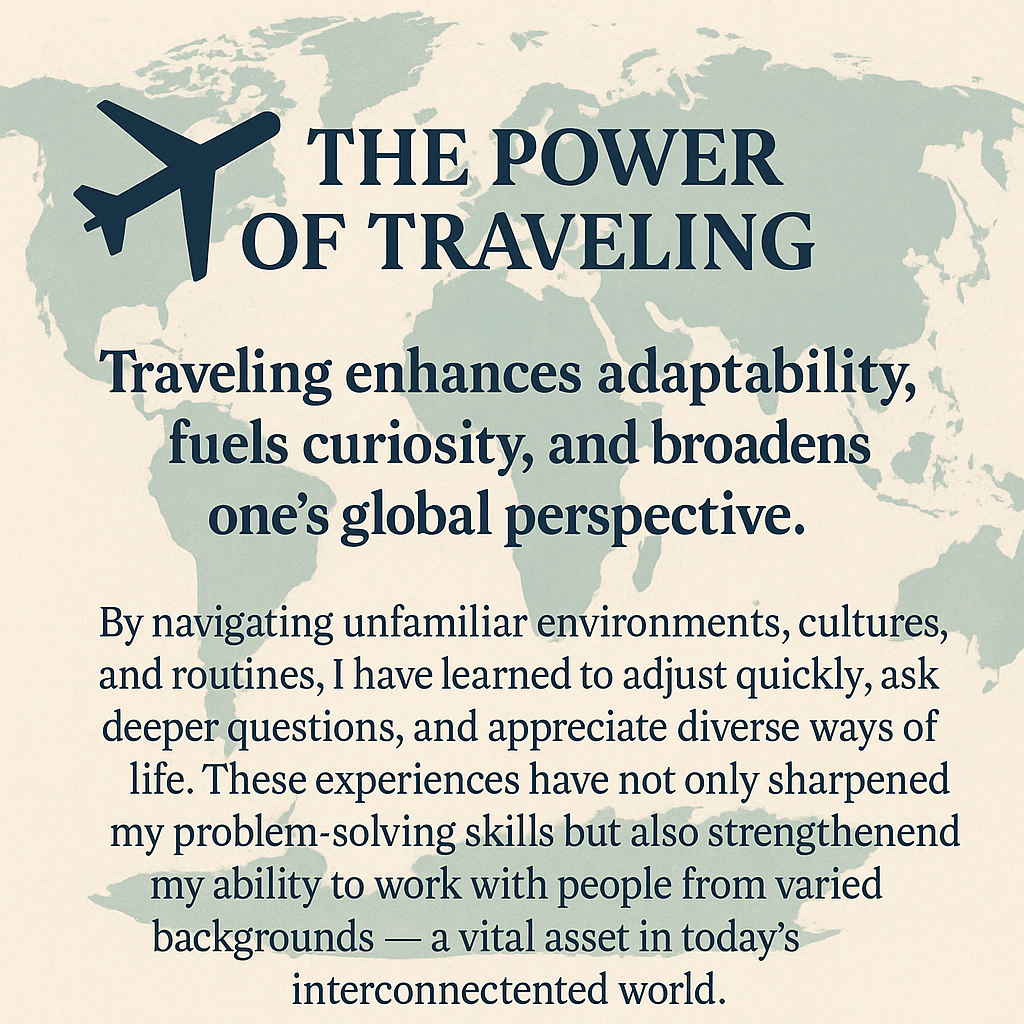 THE POWER
OF TRAVELING
Traveling enhances adaptability,
fuels curiosity, and broadens
one's global perspective.
By navigating unfamiliar environments, cultures,
and routines, I have learned to adjust quickly, ask
deeper questions, and appreciate diverse ways of
life. These experiences have not only sharpened
my problem-solving skills but also strengthenend
my ability to work with people from varied
backgrounds — a vital asset in today's
interconnectented world.